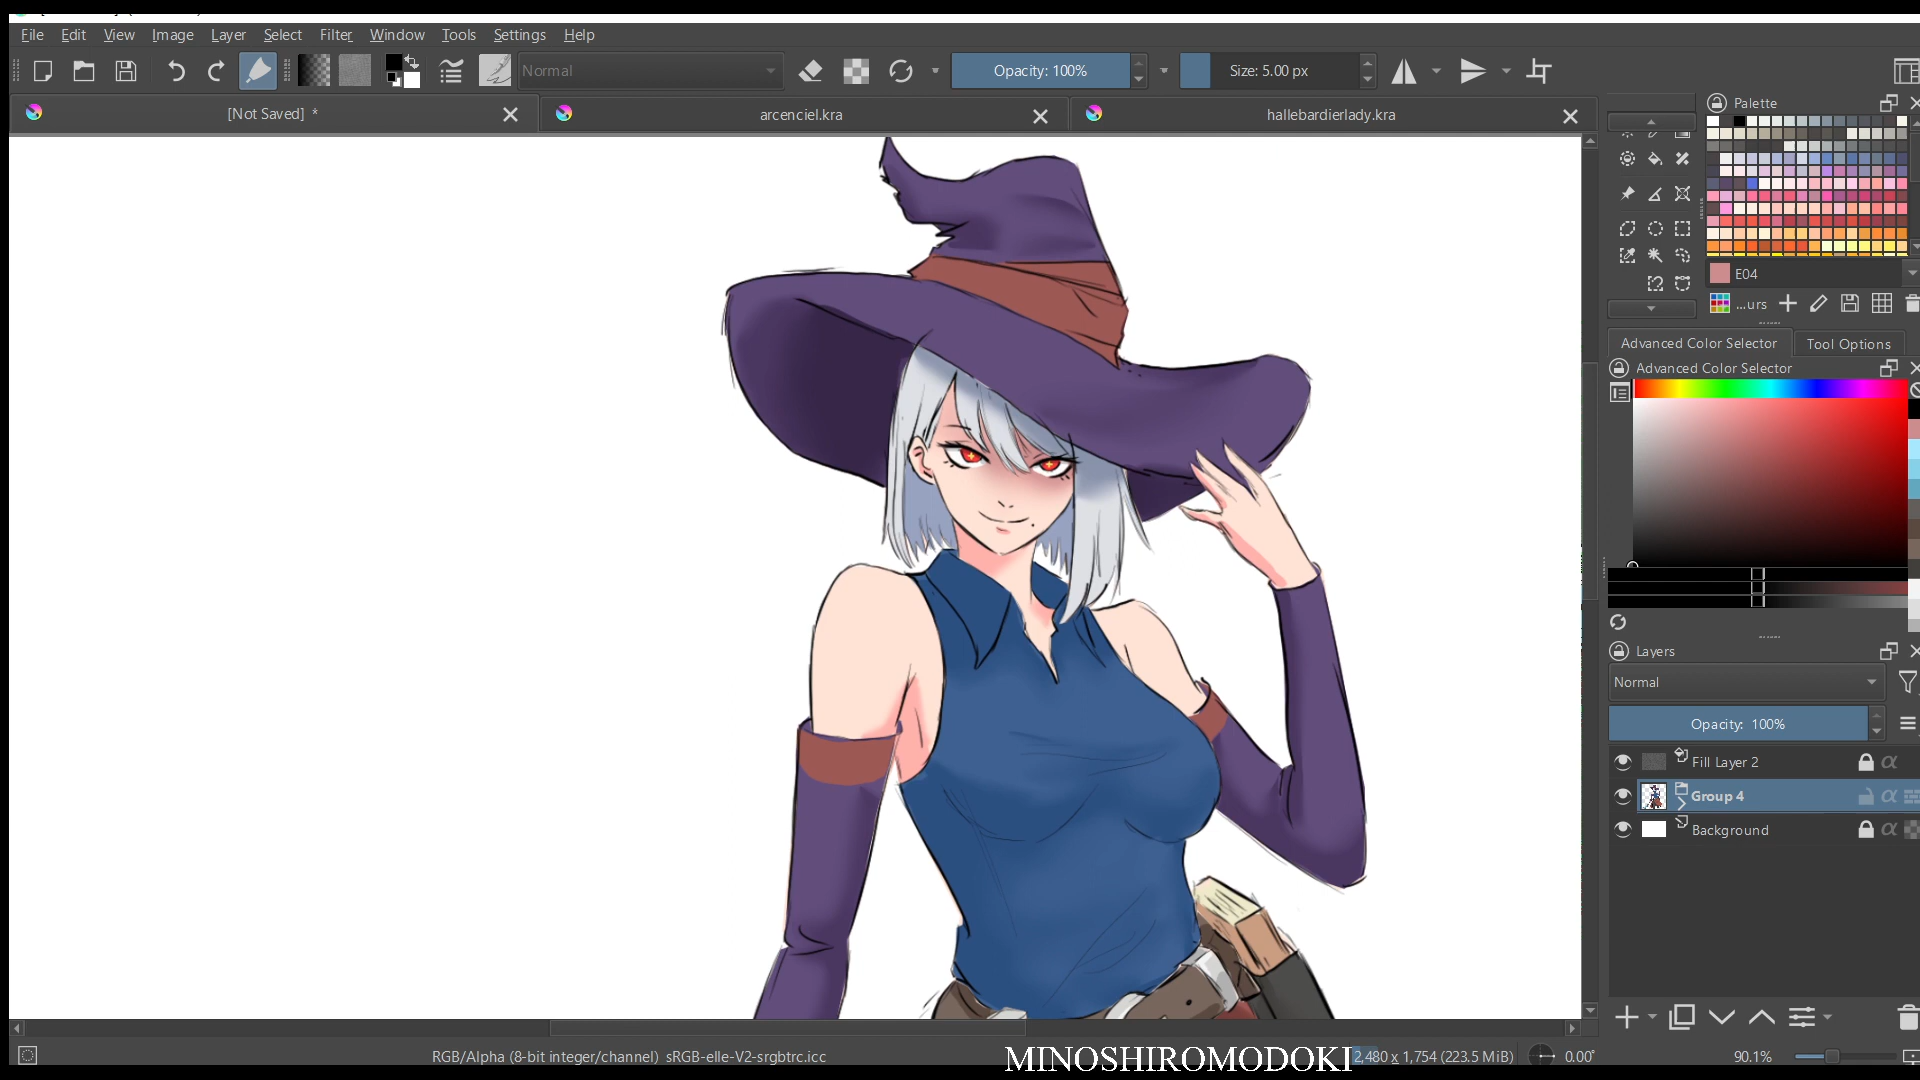 File Edit View Image Layer Select Filter Window Tools Settings Help
Normal Opacity: 100% Size: 5.00 px
[Not Saved] * arcenciel.kra hallebardierlady.kra
Palette
E04
...urs
Advanced Color Selector Tool Options
Advanced Color Selector
Layers
Normal
Opacity: 100%
Fill Layer 2
Group 4
Background
RGB/Alpha (8-bit integer/channel) sRGB-elle-V2-srgbtrc.icc MINOSHIROMODOKI 2,480 x 1,754 (223.5 MiB) 0.00° 90.1%